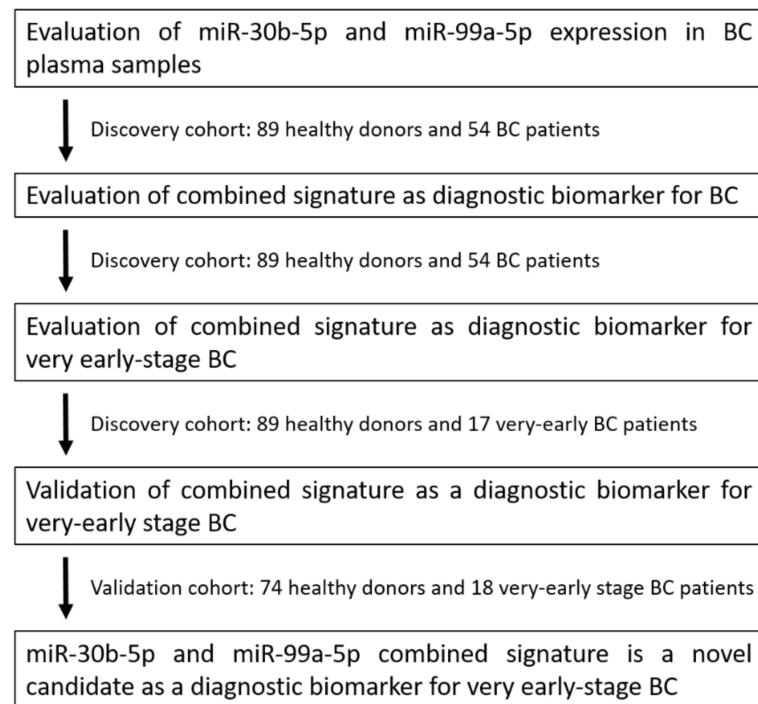 Evaluation of miR-30b-5p and miR-99a-5p expression in BC
plasma samples
Discovery cohort: 89 healthy donors and 54 BC patients
Evaluation of combined signature as diagnostic biomarker for BC
Discovery cohort: 89 healthy donors and 54 BC patients
Evaluation of combined signature as diagnostic biomarker for
very early-stage BC
Discovery cohort: 89 healthy donors and 17 very-early BC patients
Validation of combined signature as a diagnostic biomarker for
very-early stage BC
Validation cohort: 74 healthy donors and 18 very-early stage BC patients
miR-30b-5p and miR-99a-5p combined signature is a novel
candidate as a diagnostic biomarker for very early-stage BC